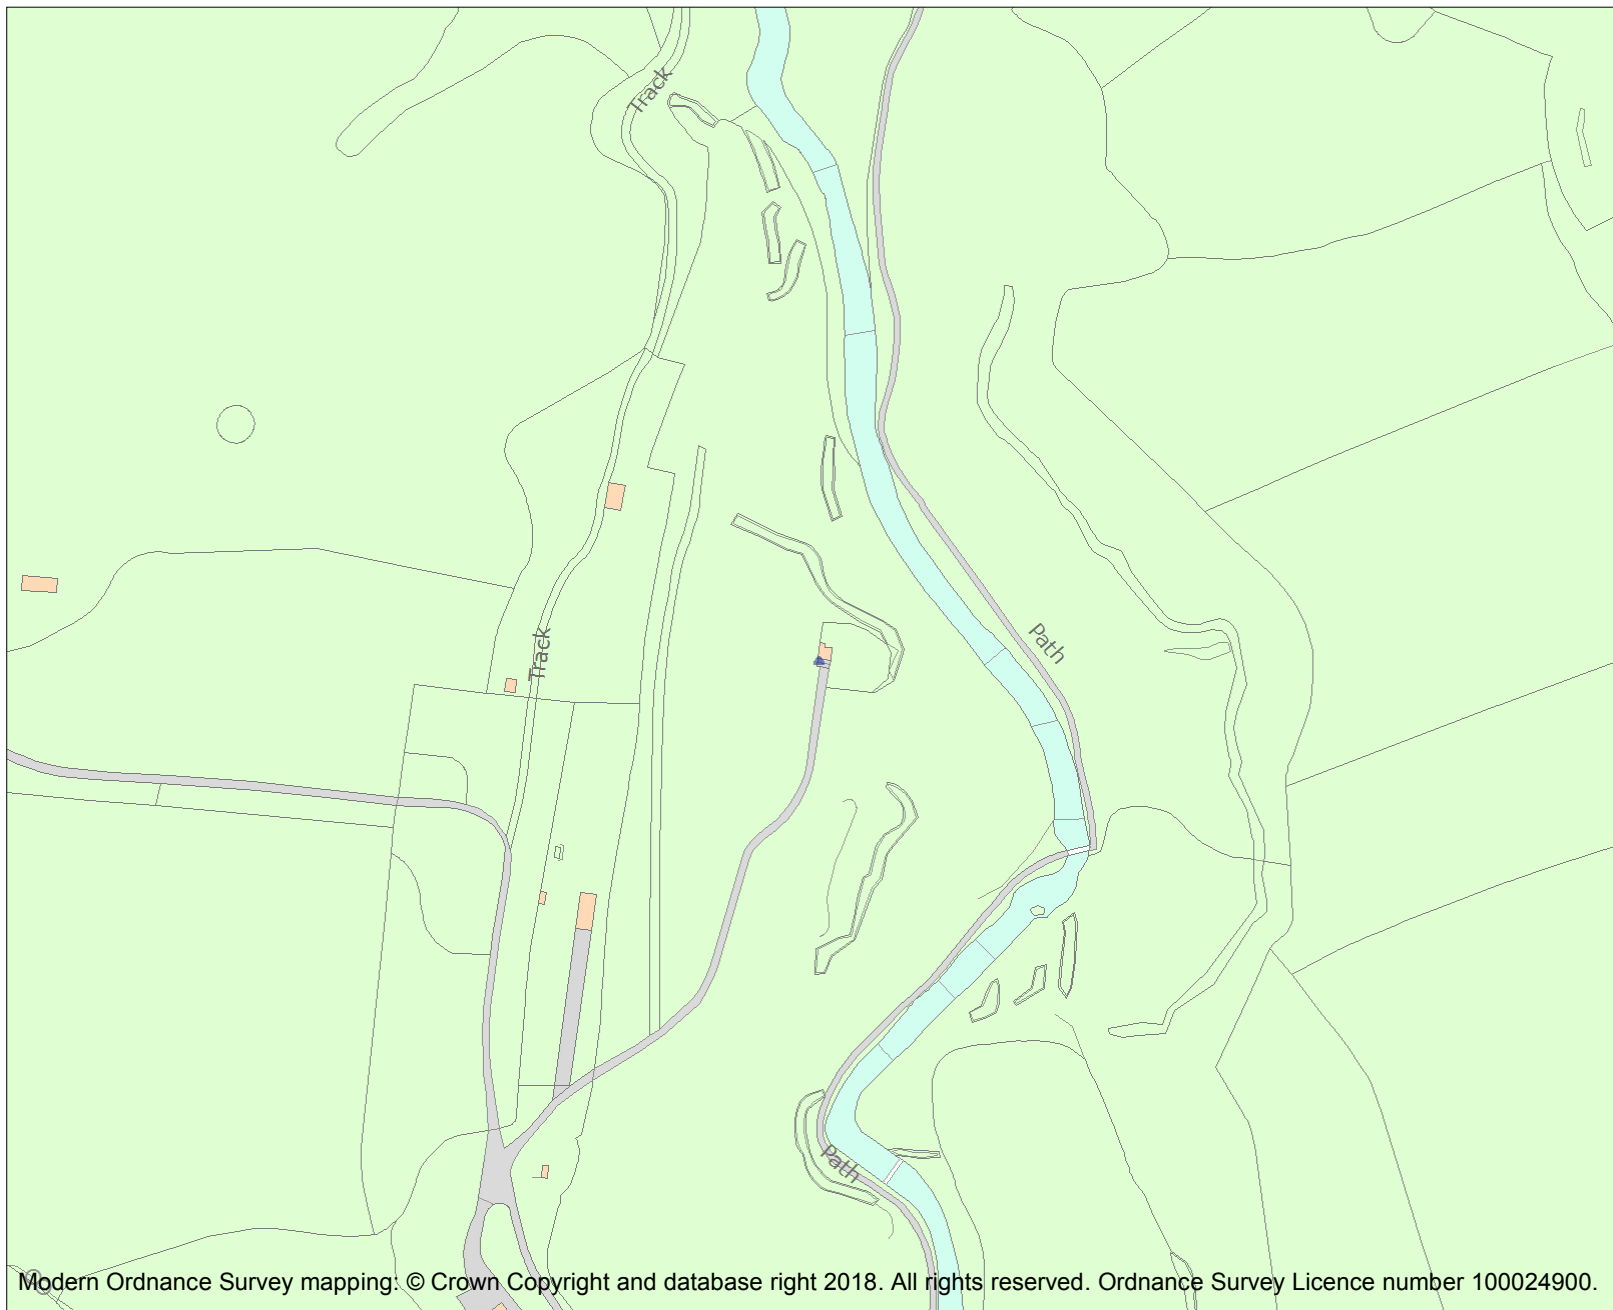 Track
Track
Path
Path
Modern Ordnance Survey mapping: © Crown Copyright and database right 2018. All rights reserved. Ordnance Survey Licence number 100024900.